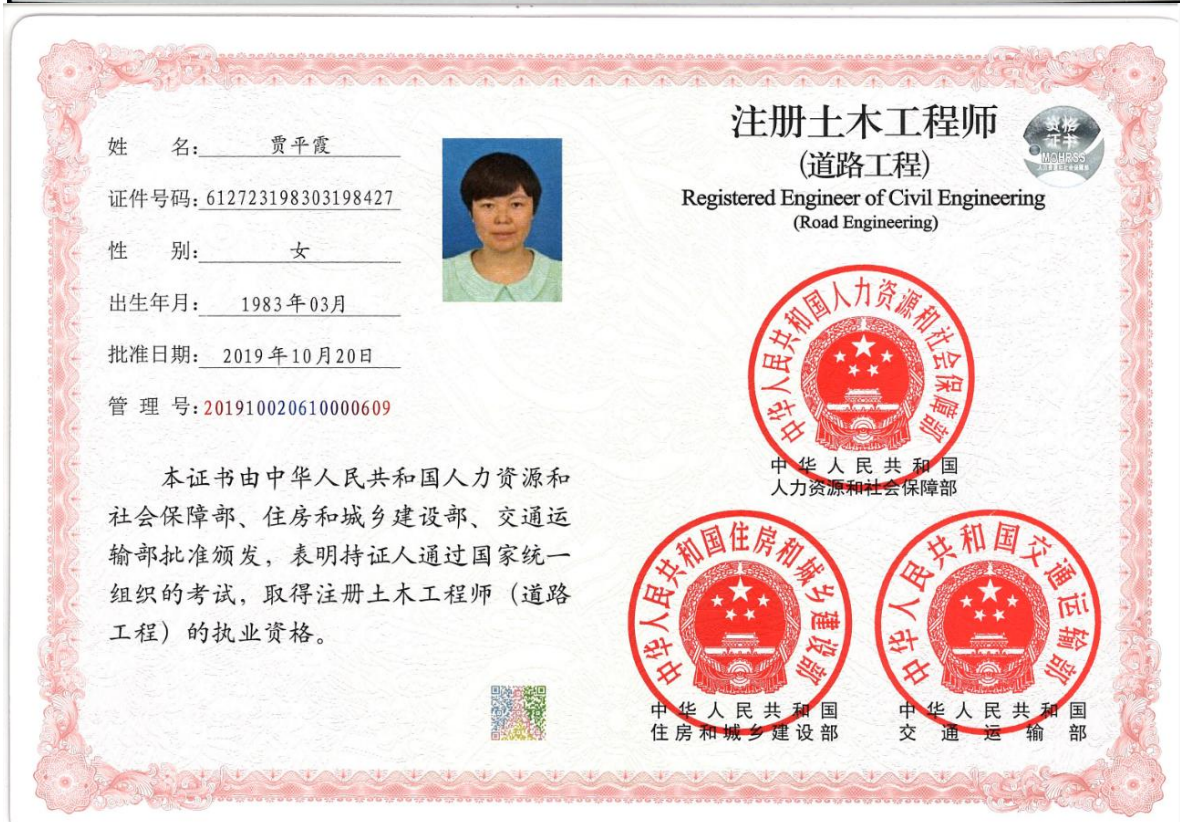 姓 名: 贾平霞
证件号码: 612723198303198427
性 别: 女
出生年月: 1983年03月
批准日期: 2019年10月20日
管 理 号: 201910020610000609
本证书由中华人民共和国人力资源和
社会保障部、住房和城乡建设部、交通运
输部批准颁发，表明持证人通过国家统一
组织的考试，取得注册土木工程师（道路
工程）的执业资格。
注册土木工程师
(道路工程)
Registered Engineer of Civil Engineering
(Road Engineering)
资格
证书
MOHRSS
中华人民共和国人力资源和社会保障部
中华人民共和国
人力资源和社会保障部
中华人民共和国住房和城乡建设部
中华人民共和国
住房和城乡建设部
中华人民共和国交通运输部
中华人民共和国
交通运输部